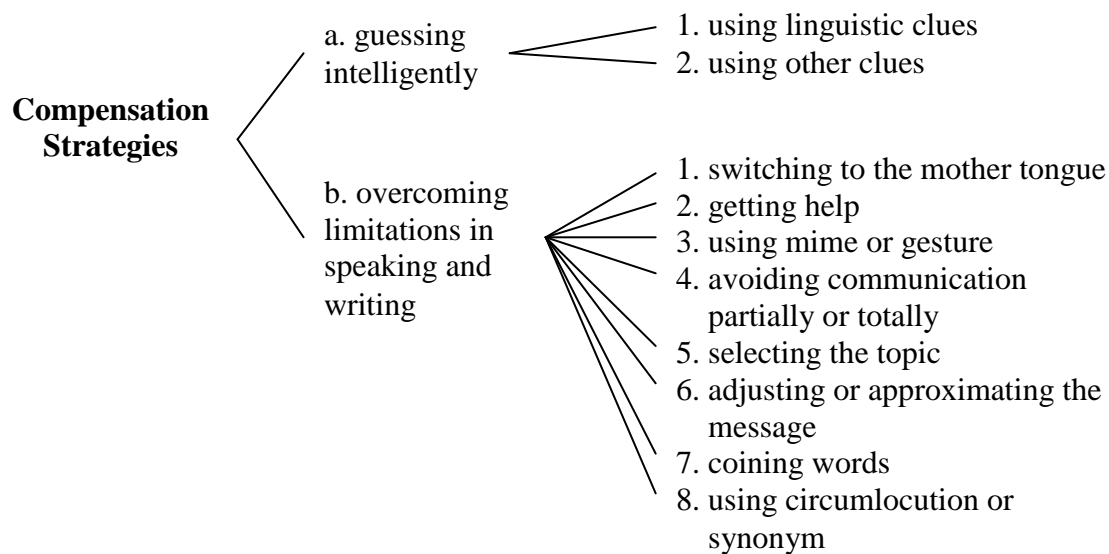 Compensation
Strategies
a. guessing
intelligently
1. using linguistic clues
2. using other clues
b. overcoming
limitations in
speaking and
writing
1. switching to the mother tongue
2. getting help
3. using mime or gesture
4. avoiding communication
partially or totally
5. selecting the topic
6. adjusting or approximating the
message
7. coining words
8. using circumlocution or
synonym